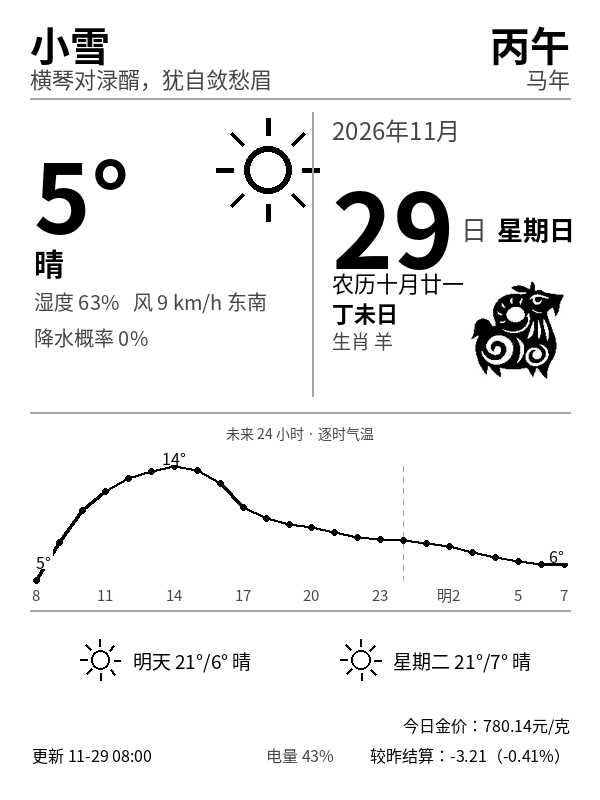 小雪
丙午
横琴对渌醑，犹自敛愁眉
马年
5°
晴
湿度 63% 风 9 km/h 东南
降水概率 0%
2026年11月
29 日 星期日
农历十月廿一
丁未日
生肖 羊
未来 24 小时 · 逐时气温
14°
5°
6°
8 11 14 17 20 23 明2 5 7
明天 21°/6° 晴
星期二 21°/7° 晴
今日金价：780.14元/克
更新 11-29 08:00
电量 43%
较昨结算：-3.21（-0.41%）